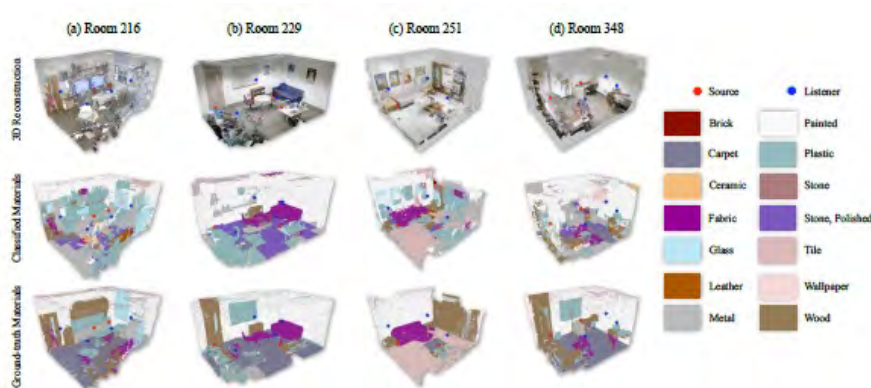 (a) Room 216
(b) Room 229
(c) Room 251
(d) Room 348
3D Reconstruction
Classified Materials
Ground-truth Materials
Source
Listener
Brick
Painted
Carpet
Plastic
Ceramic
Stone
Fabric
Stone, Polished
Glass
Tile
Leather
Wallpaper
Metal
Wood